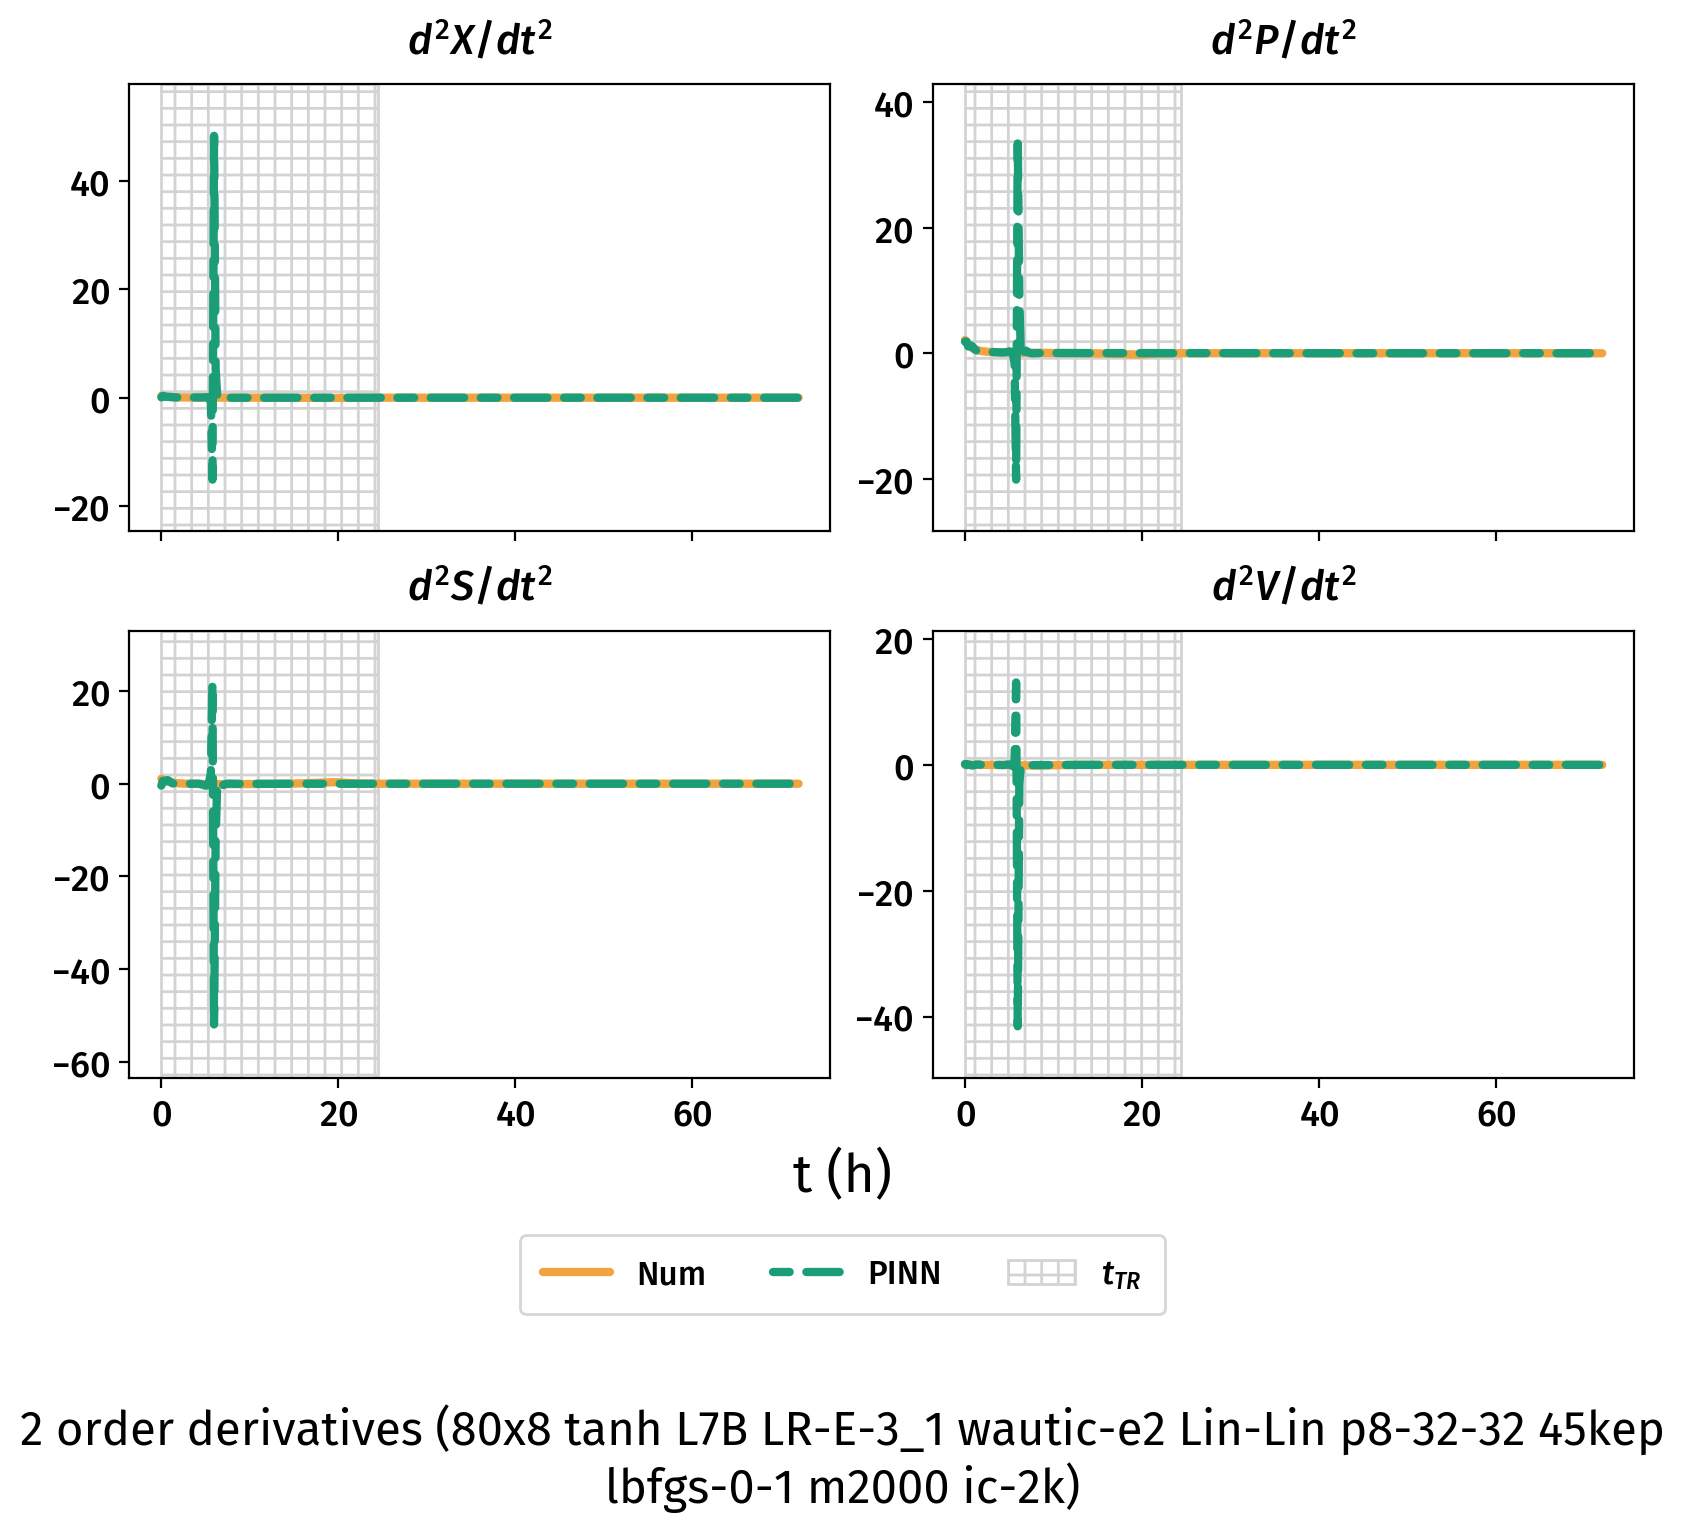 d²X/dt²
d²P/dt²
40
20
0
−20
40
20
0
−20
d²S/dt²
d²V/dt²
20
0
−20
−40
−60
20
0
−20
−40
0 20 40 60
0 20 40 60
t (h)
Num PINN t_TR
2 order derivatives (80x8 tanh L7B LR-E-3_1 wautic-e2 Lin-Lin p8-32-32 45kep
lbfgs-0-1 m2000 ic-2k)